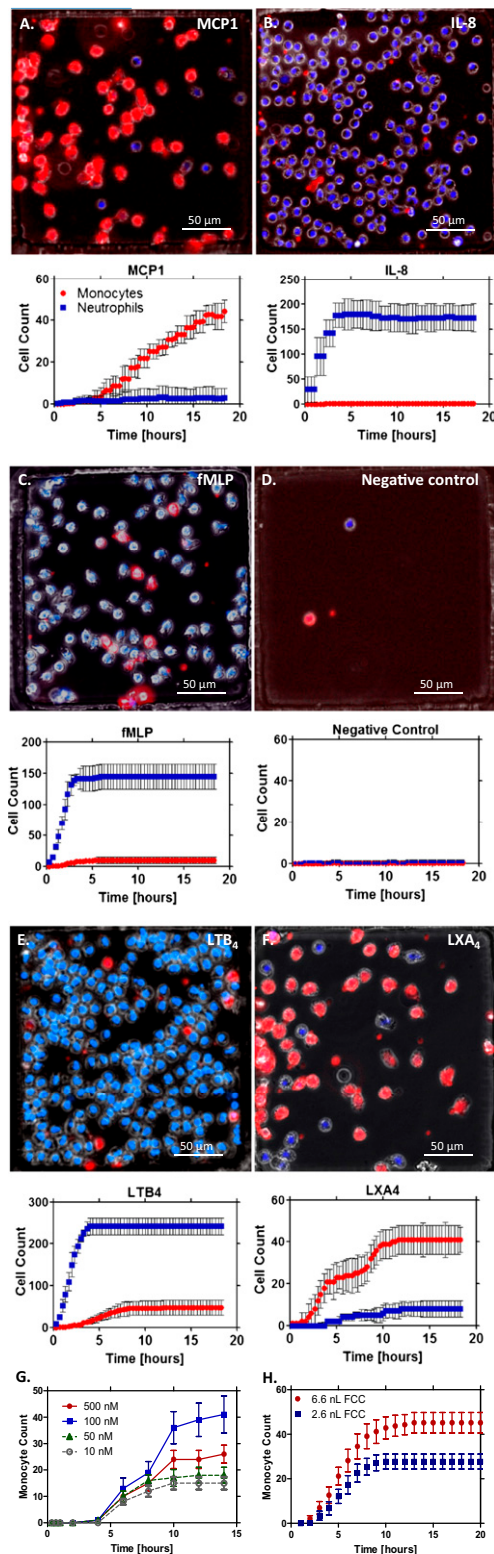 A. MCP1
B. IL-8
50 µm
50 µm
MCP1
Monocytes
Neutrophils
60
40
20
0
Cell Count
0 5 10 15 20
Time [hours]
IL-8
250
200
150
100
50
0
Cell Count
0 5 10 15 20
Time [hours]
C. fMLP
D. Negative control
50 µm
50 µm
fMLP
200
150
100
50
0
Cell Count
0 5 10 15 20
Time [hours]
Negative Control
60
40
20
0
Cell Count
0 5 10 15 20
Time [hours]
E. LTB4
F. LXA4
50 µm
50 µm
LTB4
300
200
100
0
Cell Count
0 5 10 15 20
Time [hours]
LXA4
60
40
20
0
Cell Count
0 5 10 15 20
Time [hours]
G.
500 nM
100 nM
50 nM
10 nM
50
40
30
20
10
0
Monocyte Count
0 5 10 15
Time [hours]
H.
6.6 nL FCC
2.6 nL FCC
60
40
20
0
Monocyte Count
0 5 10 15 20
Time [hours]